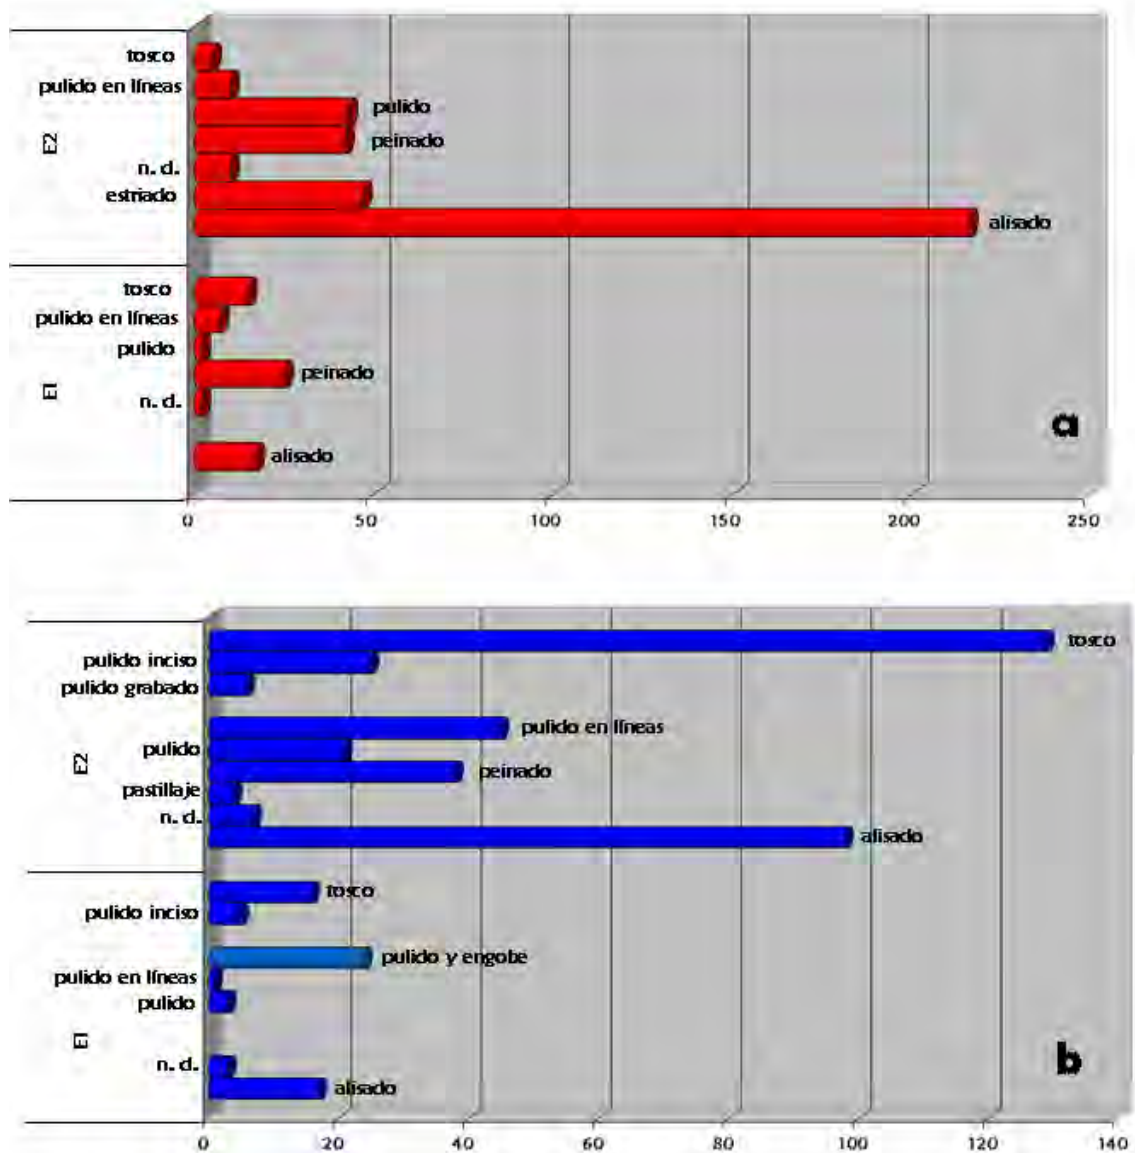 tosco
pulido en líneas
pulido
peinado
E2
n. d.
estriado
alisado
tosco
pulido en líneas
pulido
peinado
E1
n. d.
a
alisado
0 50 100 150 200 250
tosco
pulido inciso
pulido grabado
pulido en líneas
pulido
E2
peinado
pastillaje
n. d.
alisado
tosco
pulido inciso
pulido y engobe
pulido en líneas
pulido
E1
b
n. d.
alisado
0 20 40 60 80 100 120 140